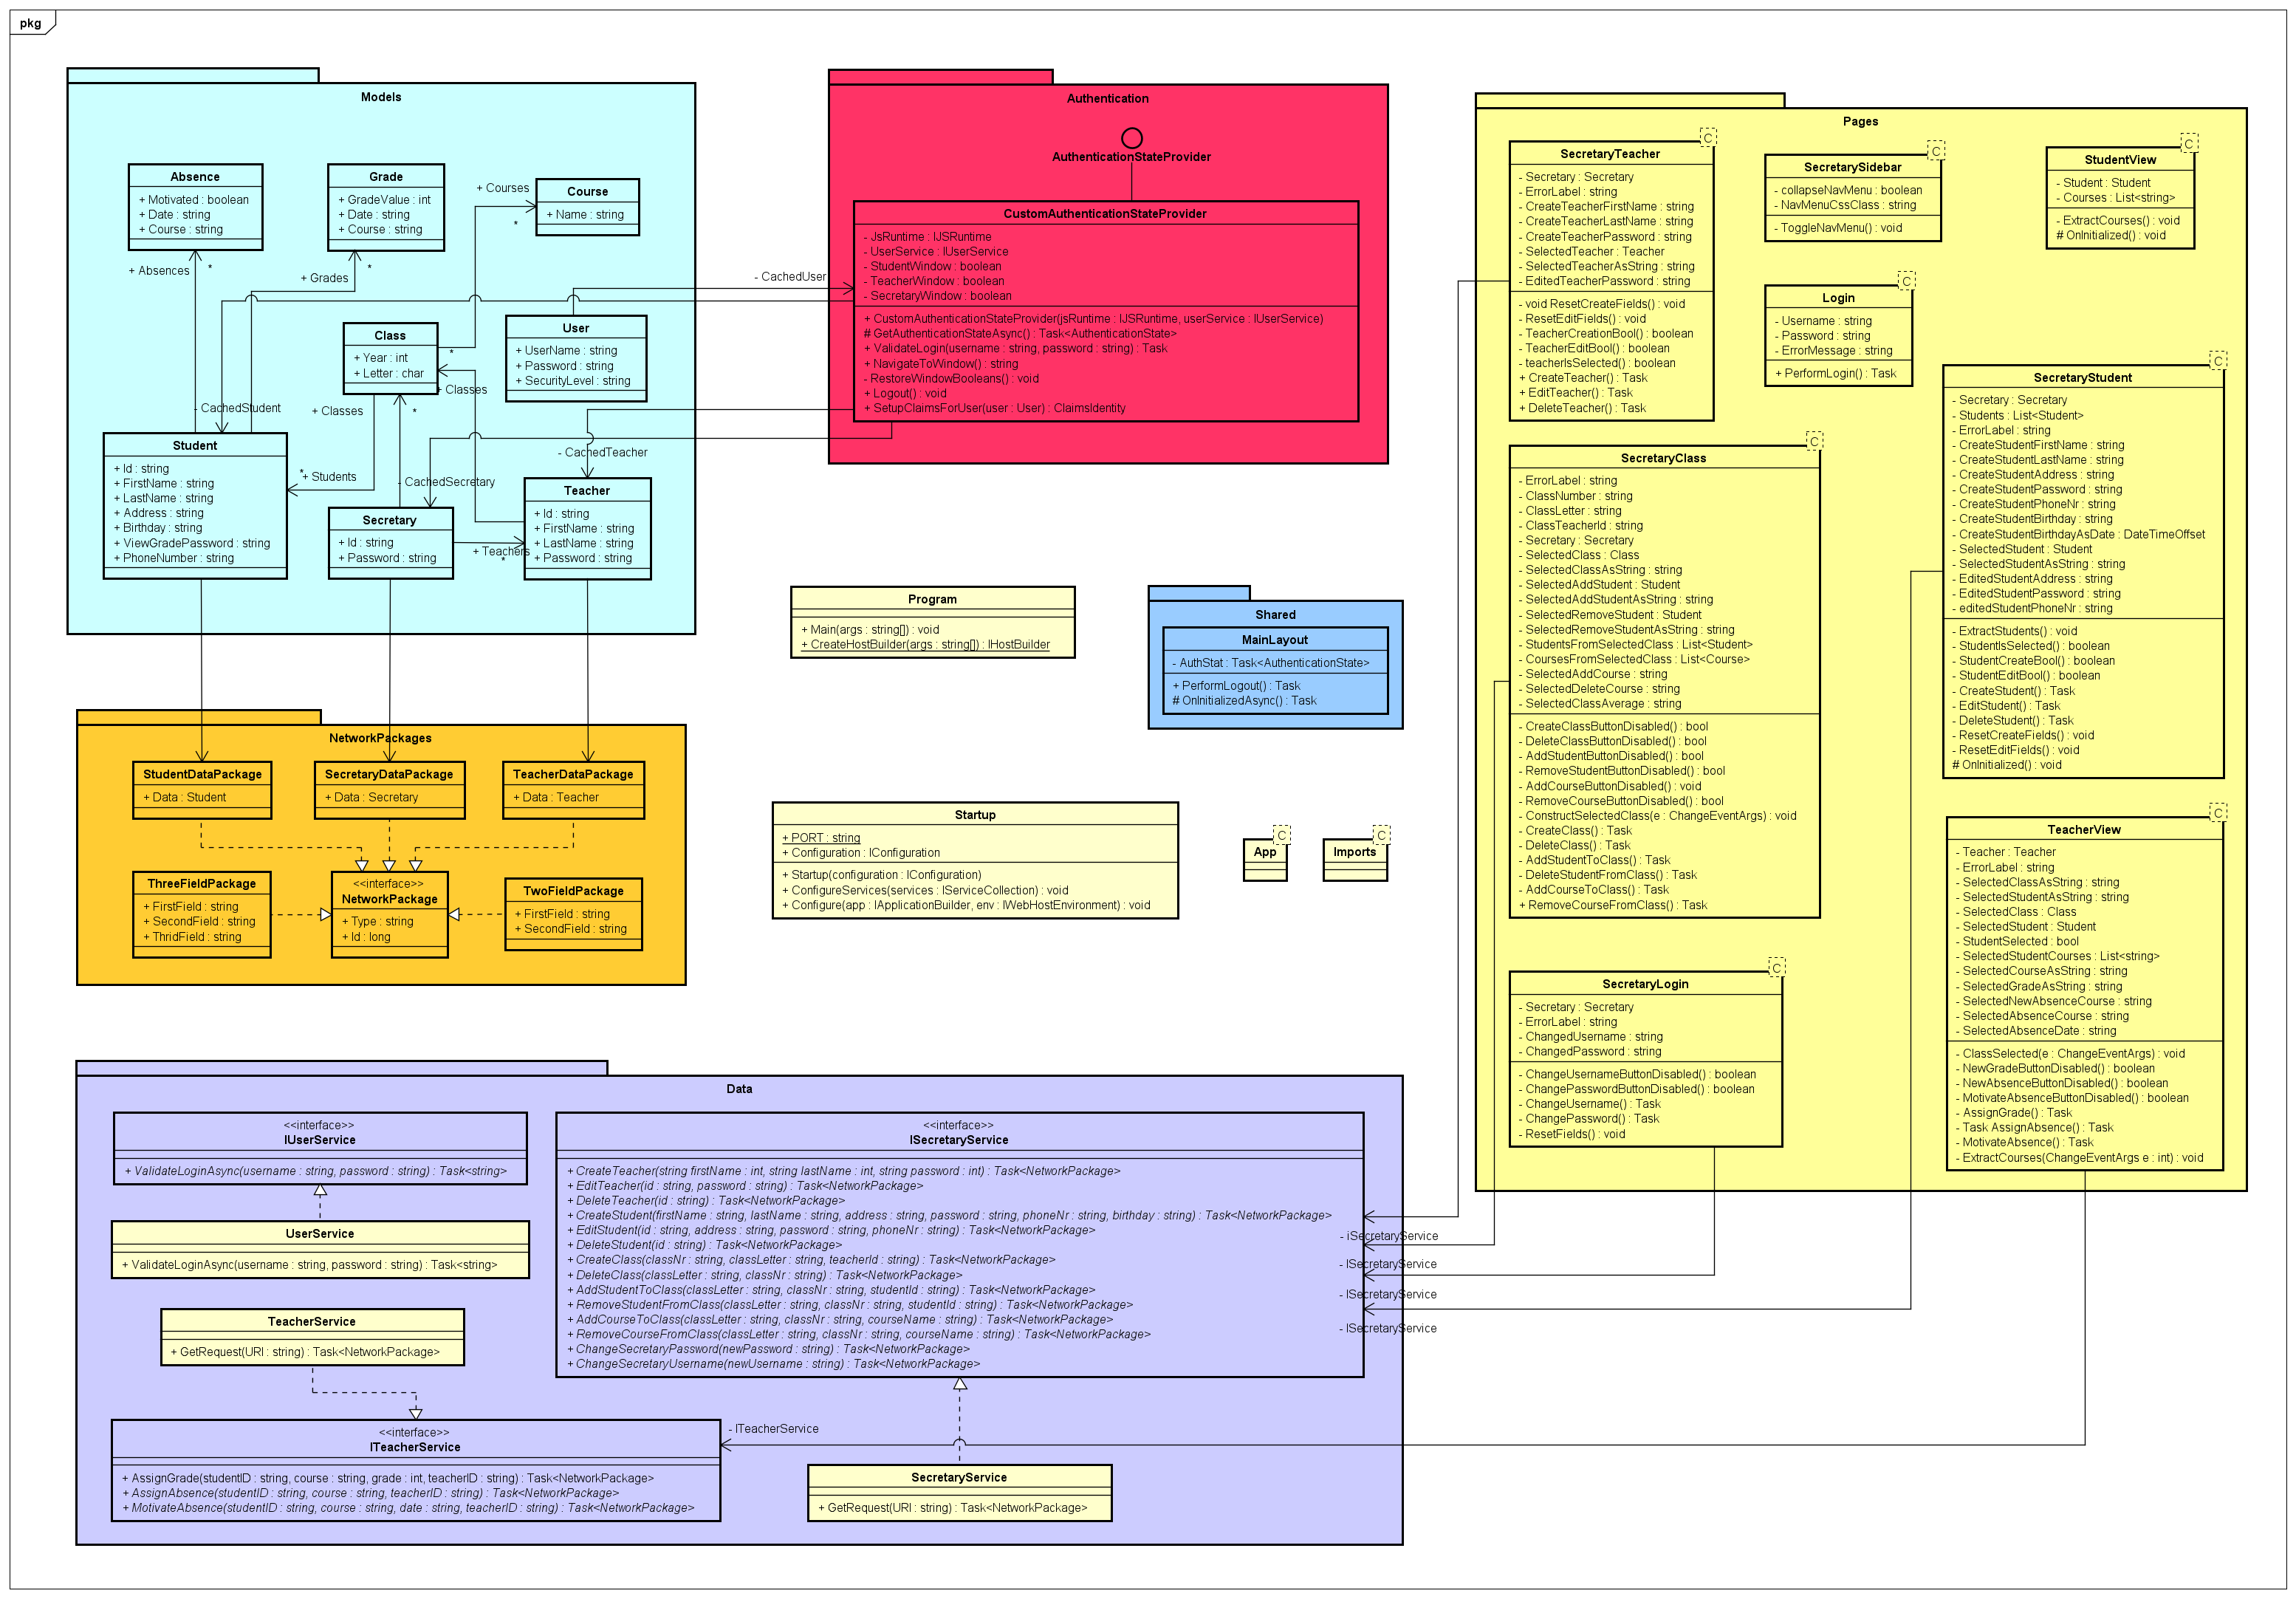 pkg
Models
Absence
+ Motivated : boolean
+ Date : string
+ Course : string
Grade
+ GradeValue : int
+ Date : string
+ Course : string
+ Courses
*
Course
+ Name : string
+ Absences
*
+ Grades
*
Class
+ Year : int
+ Letter : char
*
User
+ UserName : string
+ Password : string
+ SecurityLevel : string
+ Classes
- CachedStudent
+ Classes
*
Student
+ Id : string
+ FirstName : string
+ LastName : string
+ Address : string
+ Birthday : string
+ ViewGradePassword : string
+ PhoneNumber : string
*
+ Students
- CachedSecretary
Secretary
+ Id : string
+ Password : string
+ Teachers
*
Teacher
+ Id : string
+ FirstName : string
+ LastName : string
+ Password : string
- CachedUser
- CachedTeacher
Authentication
AuthenticationStateProvider
CustomAuthenticationStateProvider
- JsRuntime : IJSRuntime
- UserService : IUserService
- StudentWindow : boolean
- TeacherWindow : boolean
- SecretaryWindow : boolean
+ CustomAuthenticationStateProvider(jsRuntime : IJSRuntime, userService : IUserService)
# GetAuthenticationStateAsync() : Task<AuthenticationState>
+ ValidateLogin(username : string, password : string) : Task
+ NavigateToWindow() : string
- RestoreWindowBooleans() : void
+ Logout() : void
+ SetupClaimsForUser(user : User) : ClaimsIdentity
Pages
C
SecretaryTeacher
- Secretary : Secretary
- ErrorLabel : string
- CreateTeacherFirstName : string
- CreateTeacherLastName : string
- CreateTeacherPassword : string
- SelectedTeacher : Teacher
- SelectedTeacherAsString : string
- EditedTeacherPassword : string
- void ResetCreateFields() : void
- ResetEditFields() : void
- TeacherCreationBool() : boolean
- TeacherEditBool() : boolean
- teacherIsSelected() : boolean
+ CreateTeacher() : Task
+ EditTeacher() : Task
+ DeleteTeacher() : Task
C
SecretarySidebar
- collapseNavMenu : boolean
- NavMenuCssClass : string
- ToggleNavMenu() : void
C
StudentView
- Student : Student
- Courses : List<string>
- ExtractCourses() : void
# OnInitialized() : void
C
Login
- Username : string
- Password : string
- ErrorMessage : string
+ PerformLogin() : Task
C
SecretaryStudent
- Secretary : Secretary
- Students : List<Student>
- ErrorLabel : string
- CreateStudentFirstName : string
- CreateStudentLastName : string
- CreateStudentAddress : string
- CreateStudentPassword : string
- CreateStudentPhoneNr : string
- CreateStudentBirthday : string
- CreateStudentBirthdayAsDate : DateTimeOffset
- SelectedStudent : Student
- SelectedStudentAsString : string
- EditedStudentAddress : string
- EditedStudentPassword : string
- editedStudentPhoneNr : string
- ExtractStudents() : void
- StudentIsSelected() : boolean
- StudentCreateBool() : boolean
- StudentEditBool() : boolean
- CreateStudent() : Task
- EditStudent() : Task
- DeleteStudent() : Task
- ResetCreateFields() : void
- ResetEditFields() : void
# OnInitialized() : void
C
SecretaryClass
- ErrorLabel : string
- ClassNumber : string
- ClassLetter : string
- ClassTeacherId : string
- Secretary : Secretary
- SelectedClass : Class
- SelectedClassAsString : string
- SelectedAddStudent : Student
- SelectedAddStudentAsString : string
- SelectedRemoveStudent : Student
- SelectedRemoveStudentAsString : string
- StudentsFromSelectedClass : List<Student>
- CoursesFromSelectedClass : List<Course>
- SelectedAddCourse : string
- SelectedDeleteCourse : string
- SelectedClassAverage : string
- CreateClassButtonDisabled() : bool
- DeleteClassButtonDisabled() : bool
- AddStudentButtonDisabled() : bool
- RemoveStudentButtonDisabled() : bool
- AddCourseButtonDisabled() : void
- RemoveCourseButtonDisabled() : bool
- ConstructSelectedClass(e : ChangeEventArgs) : void
- CreateClass() : Task
- DeleteClass() : Task
- AddStudentToClass() : Task
- DeleteStudentFromClass() : Task
- AddCourseToClass() : Task
+ RemoveCourseFromClass() : Task
C
TeacherView
- Teacher : Teacher
- ErrorLabel : string
- SelectedClassAsString : string
- SelectedStudentAsString : string
- SelectedClass : Class
- SelectedStudent : Student
- StudentSelected : bool
- SelectedStudentCourses : List<string>
- SelectedCourseAsString : string
- SelectedGradeAsString : string
- SelectedNewAbsenceCourse : string
- SelectedAbsenceCourse : string
- SelectedAbsenceDate : string
- ClassSelected(e : ChangeEventArgs) : void
- NewGradeButtonDisabled() : boolean
- NewAbsenceButtonDisabled() : boolean
- MotivateAbsenceButtonDisabled() : boolean
- AssignGrade() : Task
- Task AssignAbsence() : Task
- MotivateAbsence() : Task
- ExtractCourses(ChangeEventArgs e : int) : void
C
SecretaryLogin
- Secretary : Secretary
- ErrorLabel : string
- ChangedUsername : string
- ChangedPassword : string
- ChangeUsernameButtonDisabled() : boolean
- ChangePasswordButtonDisabled() : boolean
- ChangeUsername() : Task
- ChangePassword() : Task
- ResetFields() : void
Program
+ Main(args : string[]) : void
+ CreateHostBuilder(args : string[]) : IHostBuilder
Shared
MainLayout
- AuthStat : Task<AuthenticationState>
+ PerformLogout() : Task
# OnInitializedAsync() : Task
Startup
+ PORT : string
+ Configuration : IConfiguration
+ Startup(configuration : IConfiguration)
+ ConfigureServices(services : IServiceCollection) : void
+ Configure(app : IApplicationBuilder, env : IWebHostEnvironment) : void
C
App
C
Imports
NetworkPackages
StudentDataPackage
+ Data : Student
SecretaryDataPackage
+ Data : Secretary
TeacherDataPackage
+ Data : Teacher
ThreeFieldPackage
+ FirstField : string
+ SecondField : string
+ ThridField : string
<<interface>>
NetworkPackage
+ Type : string
+ Id : long
TwoFieldPackage
+ FirstField : string
+ SecondField : string
Data
<<interface>>
IUserService
+ ValidateLoginAsync(username : string, password : string) : Task<string>
UserService
+ ValidateLoginAsync(username : string, password : string) : Task<string>
TeacherService
+ GetRequest(URI : string) : Task<NetworkPackage>
<<interface>>
ITeacherService
+ AssignGrade(studentID : string, course : string, grade : int, teacherID : string) : Task<NetworkPackage>
+ AssignAbsence(studentID : string, course : string, teacherID : string) : Task<NetworkPackage>
+ MotivateAbsence(studentID : string, course : string, date : string, teacherID : string) : Task<NetworkPackage>
<<interface>>
ISecretaryService
+ CreateTeacher(string firstName : int, string lastName : int, string password : int) : Task<NetworkPackage>
+ EditTeacher(id : string, password : string) : Task<NetworkPackage>
+ DeleteTeacher(id : string) : Task<NetworkPackage>
+ CreateStudent(firstName : string, lastName : string, address : string, password : string, phoneNr : string, birthday : string) : Task<NetworkPackage>
+ EditStudent(id : string, address : string, password : string, phoneNr : string) : Task<NetworkPackage>
+ DeleteStudent(id : string) : Task<NetworkPackage>
+ CreateClass(classNr : string, classLetter : string, teacherId : string) : Task<NetworkPackage>
+ DeleteClass(classLetter : string, classNr : string) : Task<NetworkPackage>
+ AddStudentToClass(classLetter : string, classNr : string, studentId : string) : Task<NetworkPackage>
+ RemoveStudentFromClass(classLetter : string, classNr : string, studentId : string) : Task<NetworkPackage>
+ AddCourseToClass(classLetter : string, classNr : string, courseName : string) : Task<NetworkPackage>
+ RemoveCourseFromClass(classLetter : string, classNr : string, courseName : string) : Task<NetworkPackage>
+ ChangeSecretaryPassword(newPassword : string) : Task<NetworkPackage>
+ ChangeSecretaryUsername(newUsername : string) : Task<NetworkPackage>
- iSecretaryService
- ISecretaryService
- ISecretaryService
- ISecretaryService
- ITeacherService
SecretaryService
+ GetRequest(URI : string) : Task<NetworkPackage>